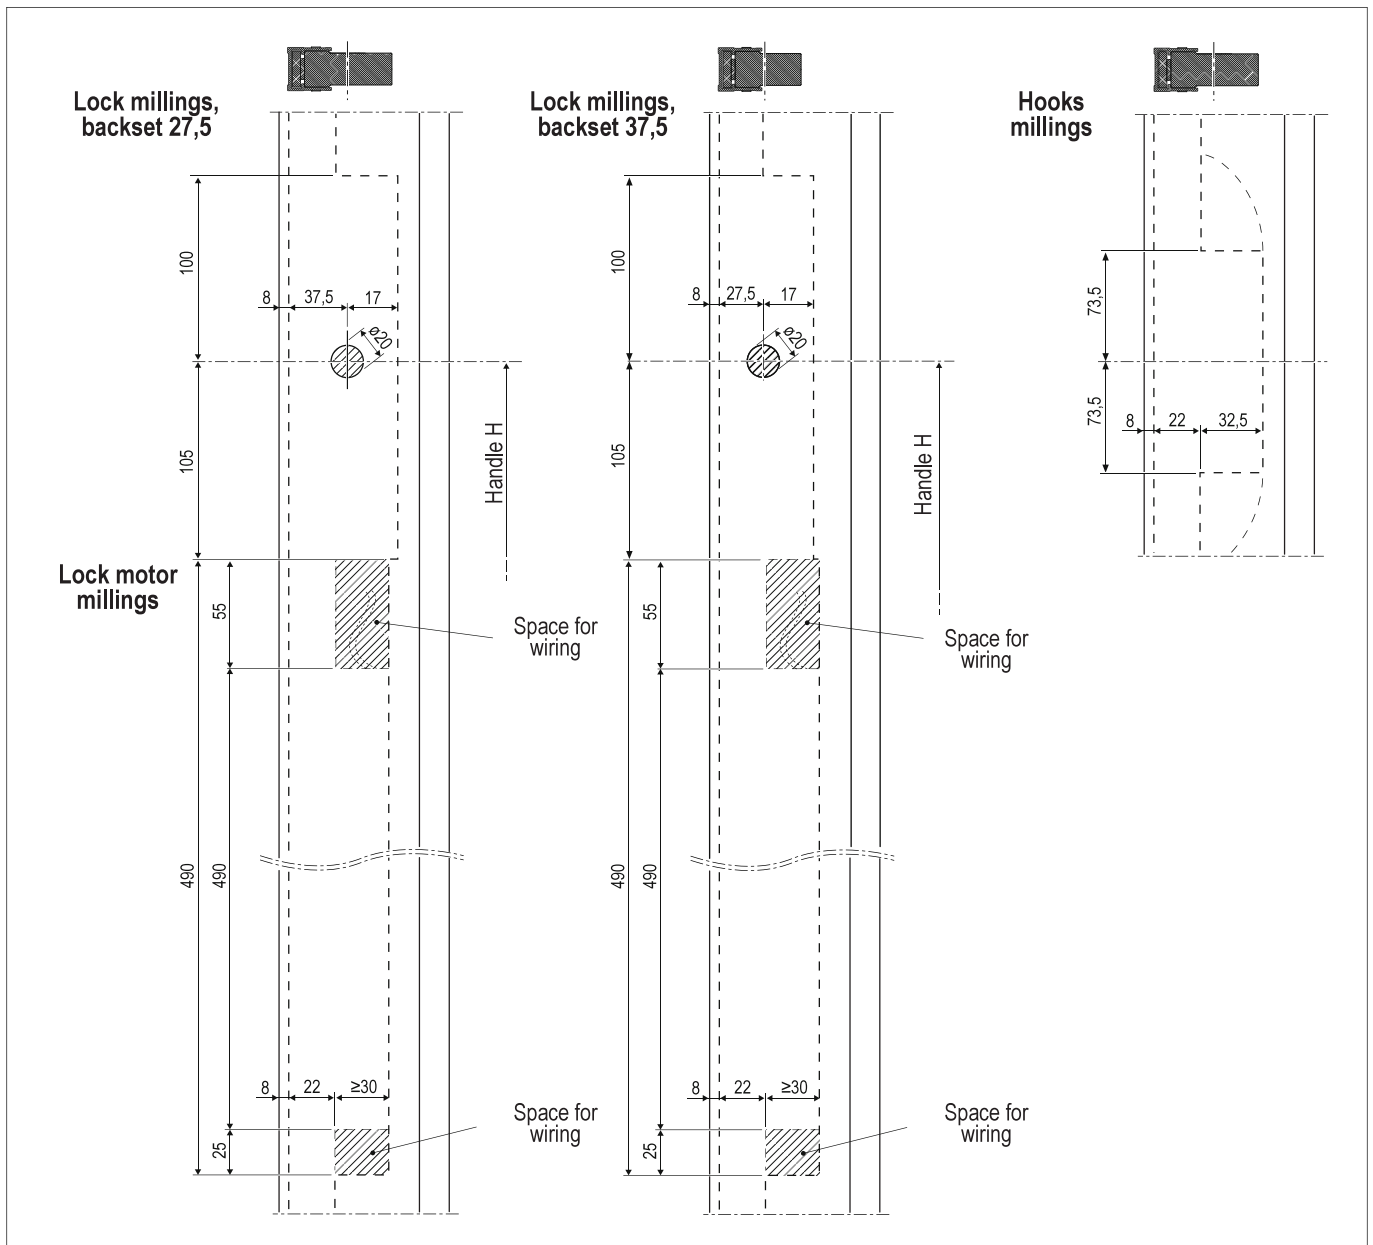 Lock millings,
backset 27,5
Lock millings,
backset 37,5
Hooks
millings
100
8
37,5
17
ø20
105
Handle H
100
8
27,5
17
ø20
105
Handle H
73,5
73,5
8
22
32,5
Lock motor
millings
55
Space for
wiring
490
490
8
22
≥30
25
Space for
wiring
55
Space for
wiring
490
490
8
22
≥30
25
Space for
wiring